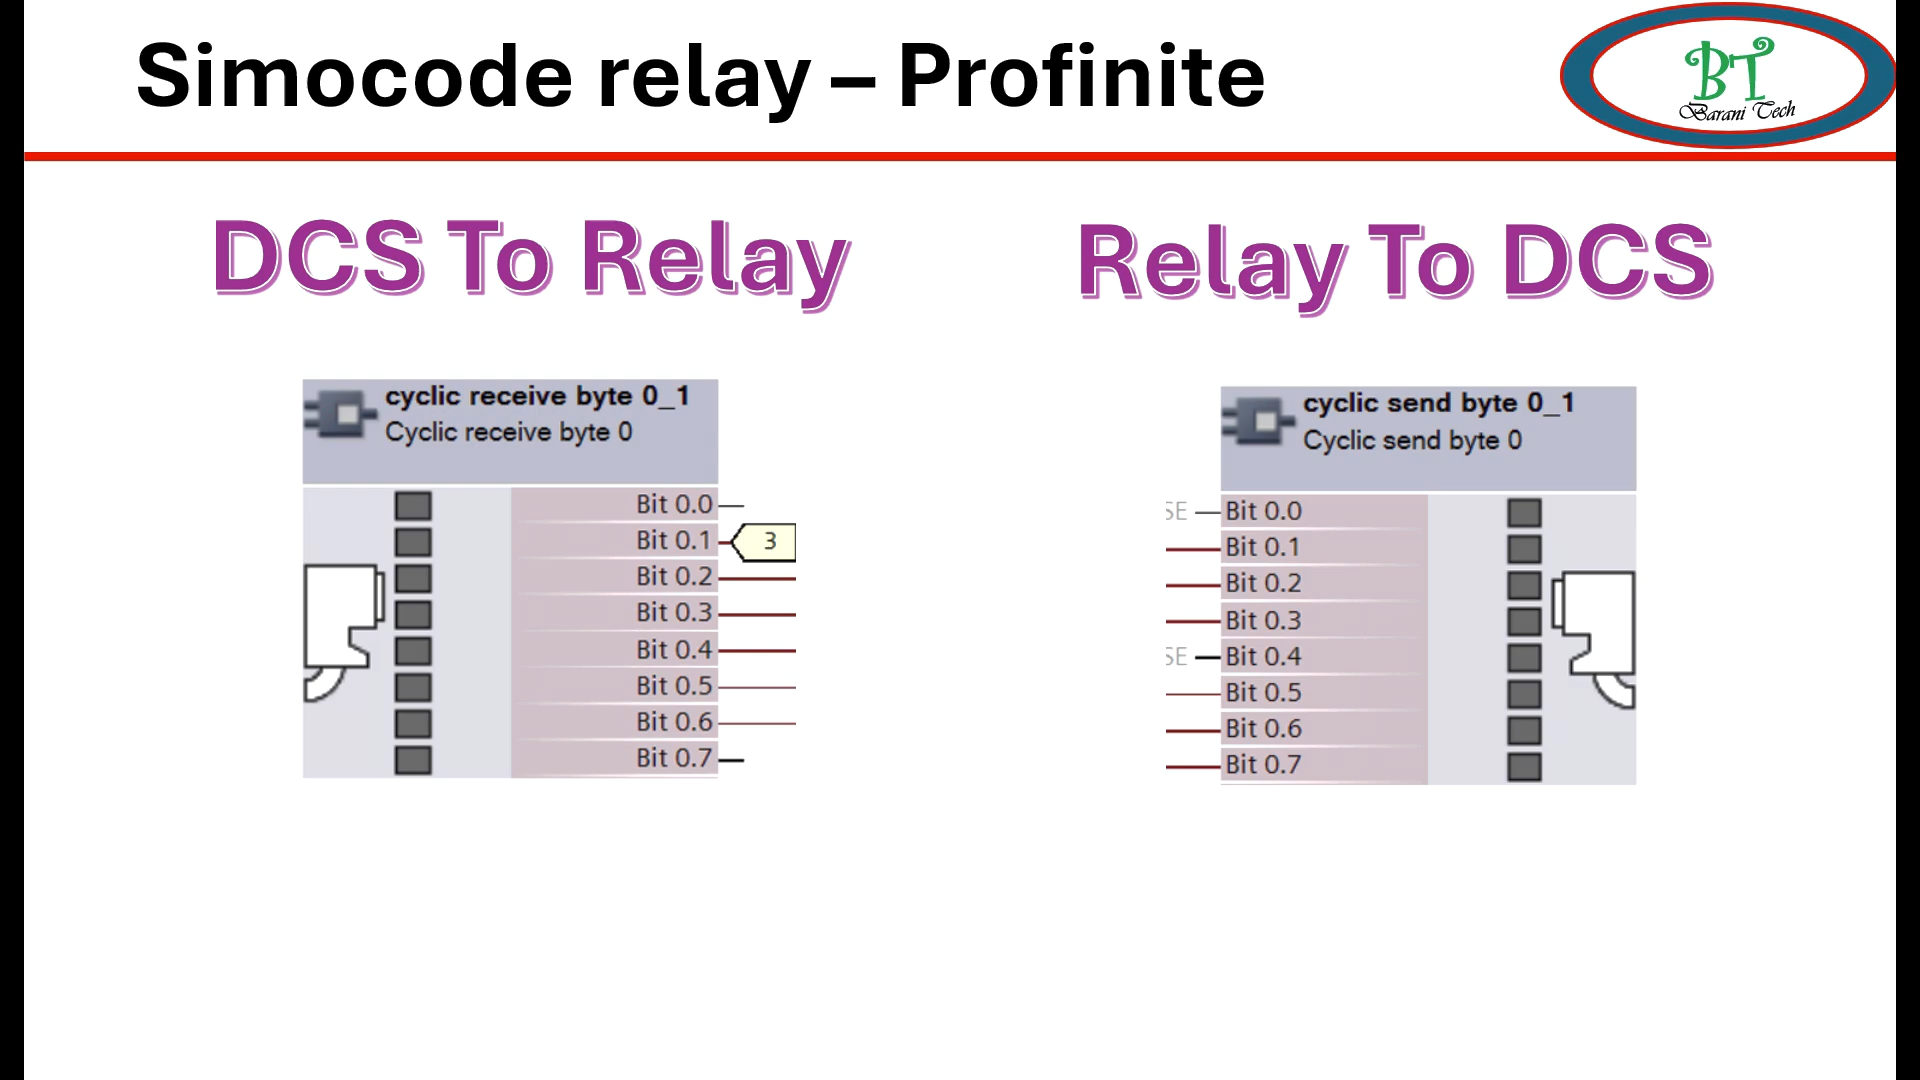 Simocode relay – Profinite
BT
Barani Tech
DCS To Relay
Relay To DCS
cyclic receive byte 0_1
Cyclic receive byte 0
Bit 0.0
Bit 0.1
3
Bit 0.2
Bit 0.3
Bit 0.4
Bit 0.5
Bit 0.6
Bit 0.7
cyclic send byte 0_1
Cyclic send byte 0
SE Bit 0.0
Bit 0.1
Bit 0.2
Bit 0.3
SE Bit 0.4
Bit 0.5
Bit 0.6
Bit 0.7